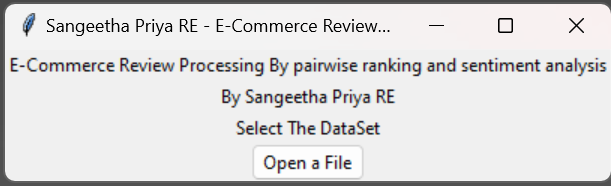 Sangeetha Priya RE - E-Commerce Review...
E-Commerce Review Processing By pairwise ranking and sentiment analysis
By Sangeetha Priya RE
Select The DataSet
Open a File